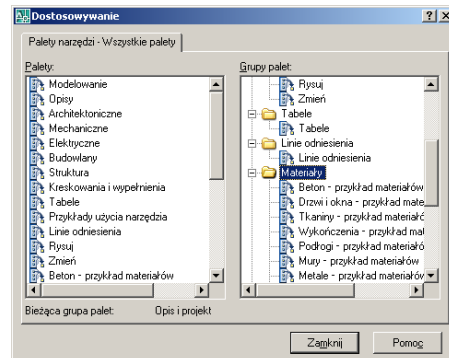 Dostosowywanie
Palety narzędzi - Wszystkie palety
Palety:
Modelowanie
Opisy
Architektoniczne
Mechaniczne
Elektryczne
Budowlany
Struktura
Kreskowania i wypełnienia
Tabele
Przykłady użycia narzędzia
Linie odniesienia
Rysuj
Zmień
Beton - przykład materiałów
Grupy palet:
Rysuj
Zmień
Tabele
Tabele
Linie odniesienia
Linie odniesienia
Materiały
Beton - przykład materiałów
Drzwi i okna - przykład mate
Tkaniny - przykład materiałó
Wykończenia - przykład mat
Podłogi - przykład materiałó
Mury - przykład materiałów
Metale - przykład materiałów
Bieżąca grupa palet: Opis i projekt
Zamknij Pomoc